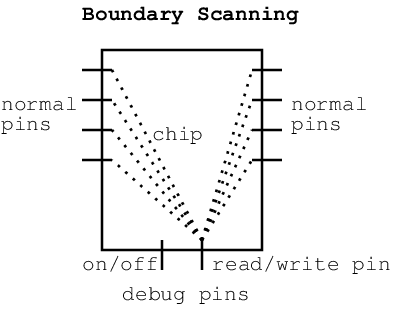 Boundary Scanning
normal
pins
chip
normal
pins
on/off
read/write pin
debug pins